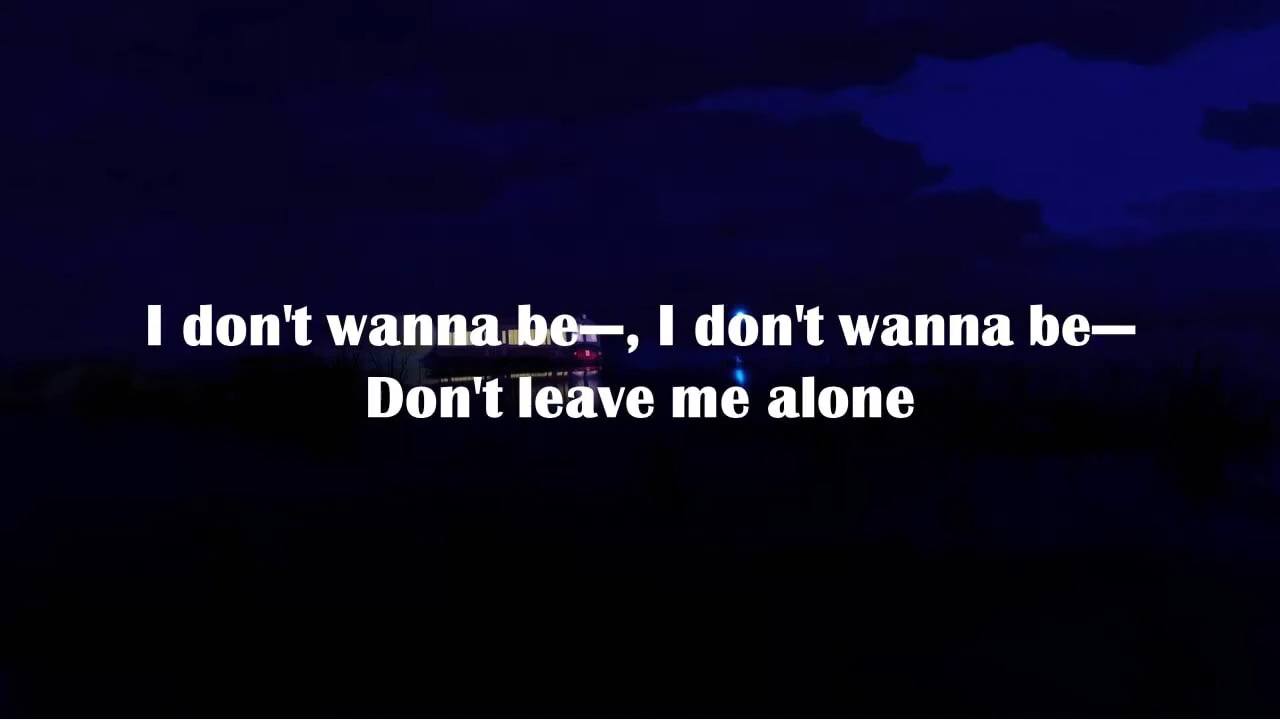 I don't wanna be—, I don't wanna be—
Don't leave me alone